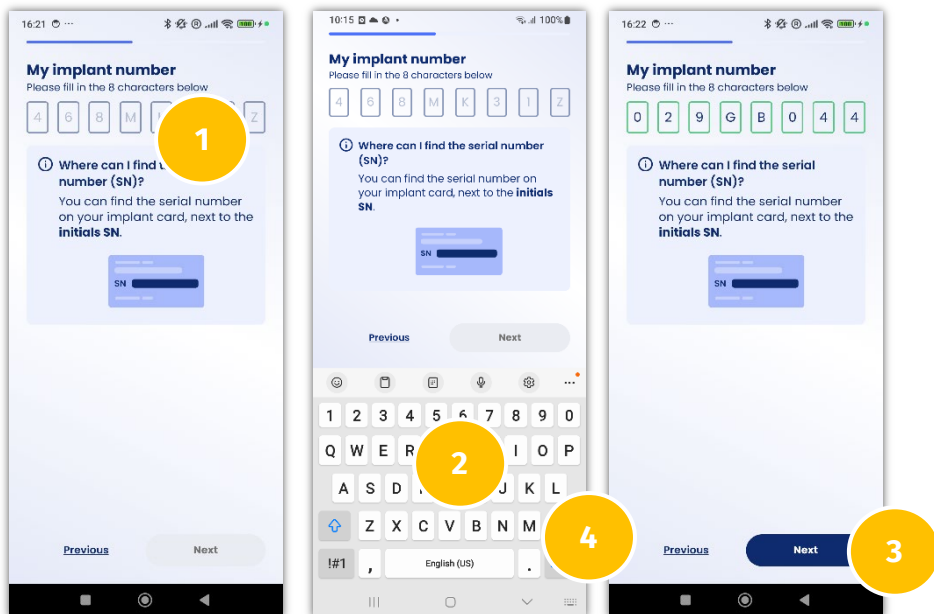 16:21
My implant number
Please fill in the 8 characters below
4 6 8 M Z
1
Where can I find
number (SN)?
You can find the serial number
on your implant card, next to the
initials SN.
SN
Previous
Next
10:15
100%
My implant number
Please fill in the 8 characters below
4 6 8 M K 3 1 Z
Where can I find the serial number
(SN)?
You can find the serial number on
your implant card, next to the initials
SN.
SN
Previous
Next
1 2 3 4 5 6 7 8 9 0
Q W E R I O P
A S D J K L
2
Z X C V B N M
4
!#1 , English (US) .
16:22
100
My implant number
Please fill in the 8 characters below
0 2 9 G B 0 4 4
Where can I find the serial
number (SN)?
You can find the serial number
on your implant card, next to the
initials SN.
SN
Previous
Next
3